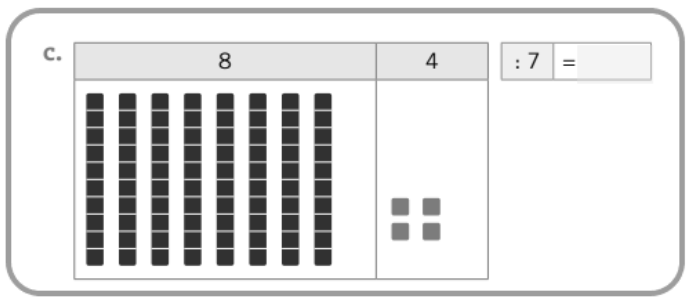 c. 8 4 : 7 =